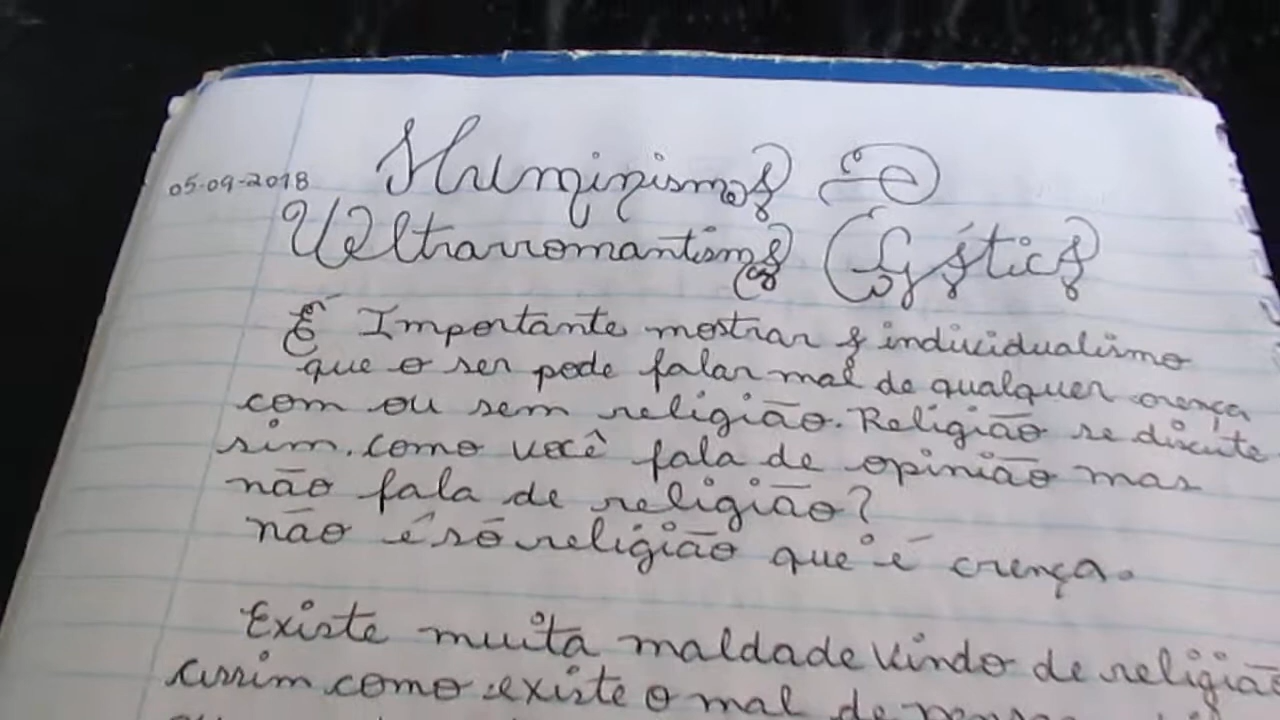 05-09-2018
Iluminismo e
Ultrarromantismo Egóstico
É Importante mostrar o individualismo
que o ser pode falar mal de qualquer crença
com ou sem religião. Religião se discute
sim. como você fala de opinião mas
não fala de religião?
não é só religião que é crença.
Existe muita maldade vindo de religião
assim como existe o mal de